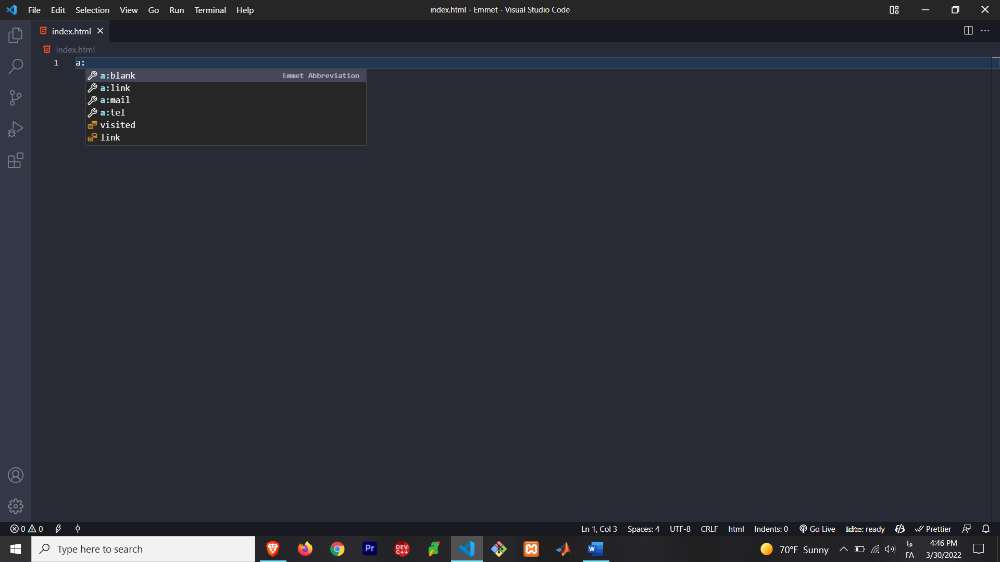 File Edit Selection View Go Run Terminal Help
index.html - Emmet - Visual Studio Code
index.html
index.html
1 a:
a:blank Emmet Abbreviation
a:link
a:mail
a:tel
visited
link
0 0
Ln 1, Col 3 Spaces: 4 UTF-8 CRLF html Indents: 0 Go Live kite: ready Prettier
Type here to search
Pr
DEV
C++
W
70°F Sunny
فا
FA
4:46 PM
3/30/2022